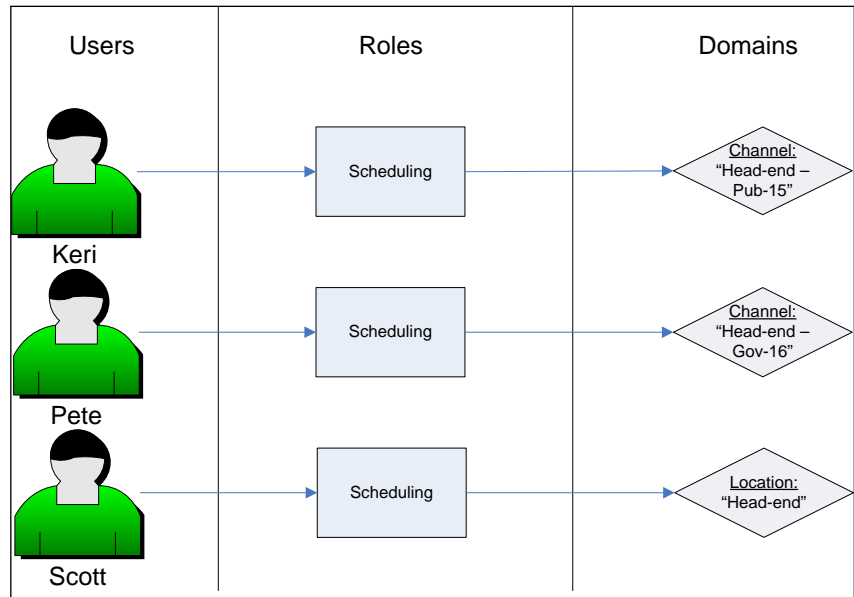 Users
Roles
Domains
Keri
Scheduling
Channel:
“Head-end –
Pub-15”
Pete
Scheduling
Channel:
“Head-end –
Gov-16”
Scott
Scheduling
Location:
“Head-end”